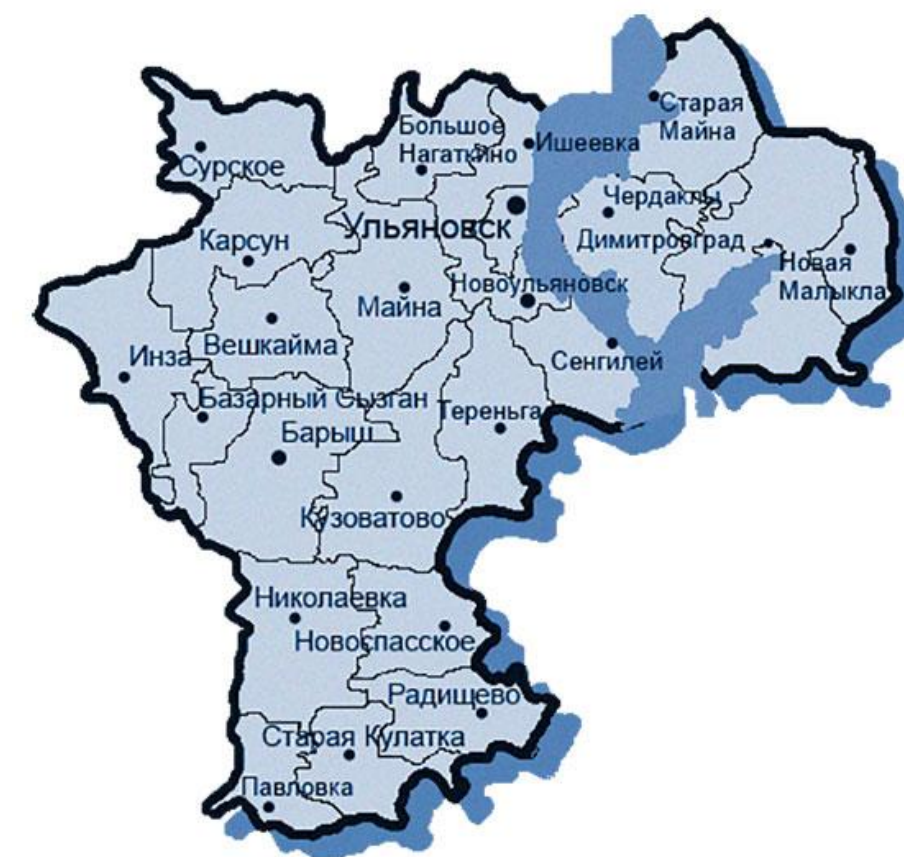 Старая
Майна
Большое
Нагаткино
Ишеевка
Сурское
Чердаклы
Ульяновск
Карсун
Димитровград
Новая
Малыкла
Новоульяновск
Майна
Вешкайма
Сенгилей
Инза
Базарный Сызган
Тереньга
Барыш
Кузоватово
Николаевка
Новоспасское
Радищево
Старая Кулатка
Павловка